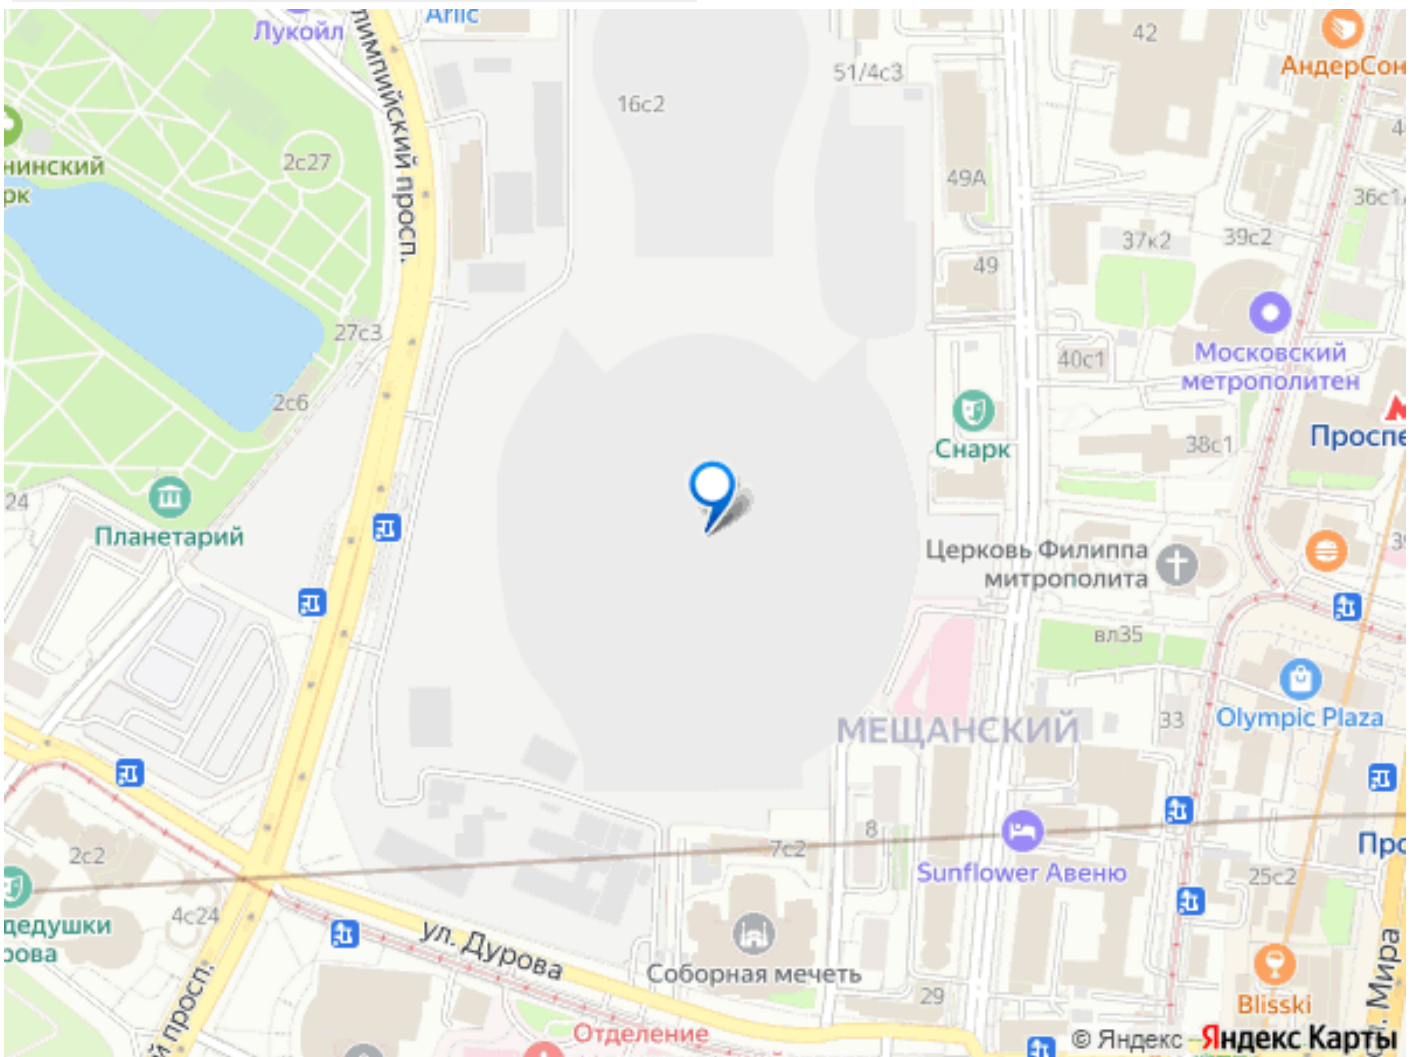 Лукойл
Arlic
лимпийский просп.
42
АндерСон
51/4с3
16с2
нинский
рк
2с27
49А
36с1
37к2
39с2
49
27с3
Московский
метрополитен
40с1
2с6
Проспе
Снарк
38с1
24
Планетарий
Церковь Филиппа
митрополита
вл35
МЕЩАНСКИЙ
33
Olympic Plaza
8
7с2
2с2
Sunflower Авеню
Про
25с2
4с24
дедушки
рова
ул. Дурова
Соборная мечеть
29
Blisski
. Мира
й просп.
Отделение
© Яндекс Яндекс Карты